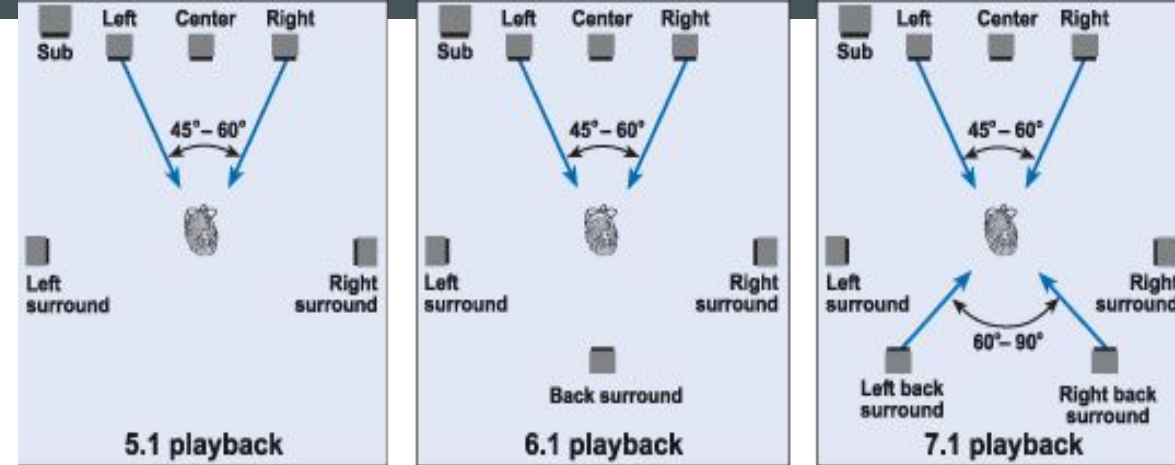 Left Center Right
Sub
45°– 60°
Left surround
Right surround
5.1 playback
Left Center Right
Sub
45°– 60°
Left surround
Right surround
Back surround
6.1 playback
Left Center Right
Sub
45°– 60°
Left surround
Right surround
60°– 90°
Left back surround
Right back surround
7.1 playback